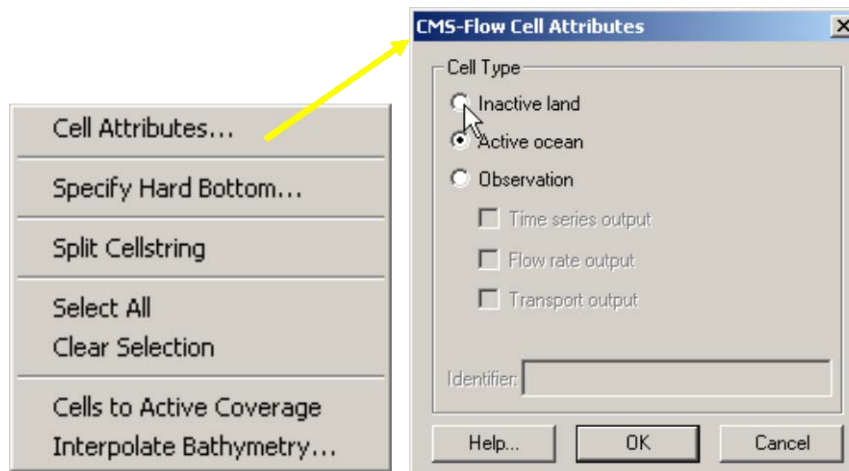 Cell Attributes...
Specify Hard Bottom...
Split Cellstring
Select All
Clear Selection
Cells to Active Coverage
Interpolate Bathymetry...
CMS-Flow Cell Attributes
Cell Type
Inactive land
Active ocean
Observation
Time series output
Flow rate output
Transport output
Identifier:
Help... OK Cancel